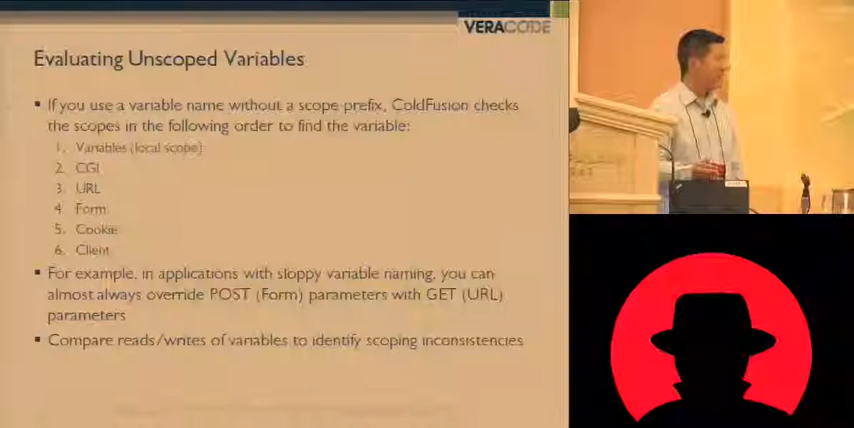 VERACODE
Evaluating Unscoped Variables
▪ If you use a variable name without a scope prefix, ColdFusion checks
the scopes in the following order to find the variable:
1. Variables (local scope)
2. CGI
3. URL
4. Form
5. Cookie
6. Client
▪ For example, in applications with sloppy variable naming, you can
almost always override POST (Form) parameters with GET (URL)
parameters
▪ Compare reads/writes of variables to identify scoping inconsistencies